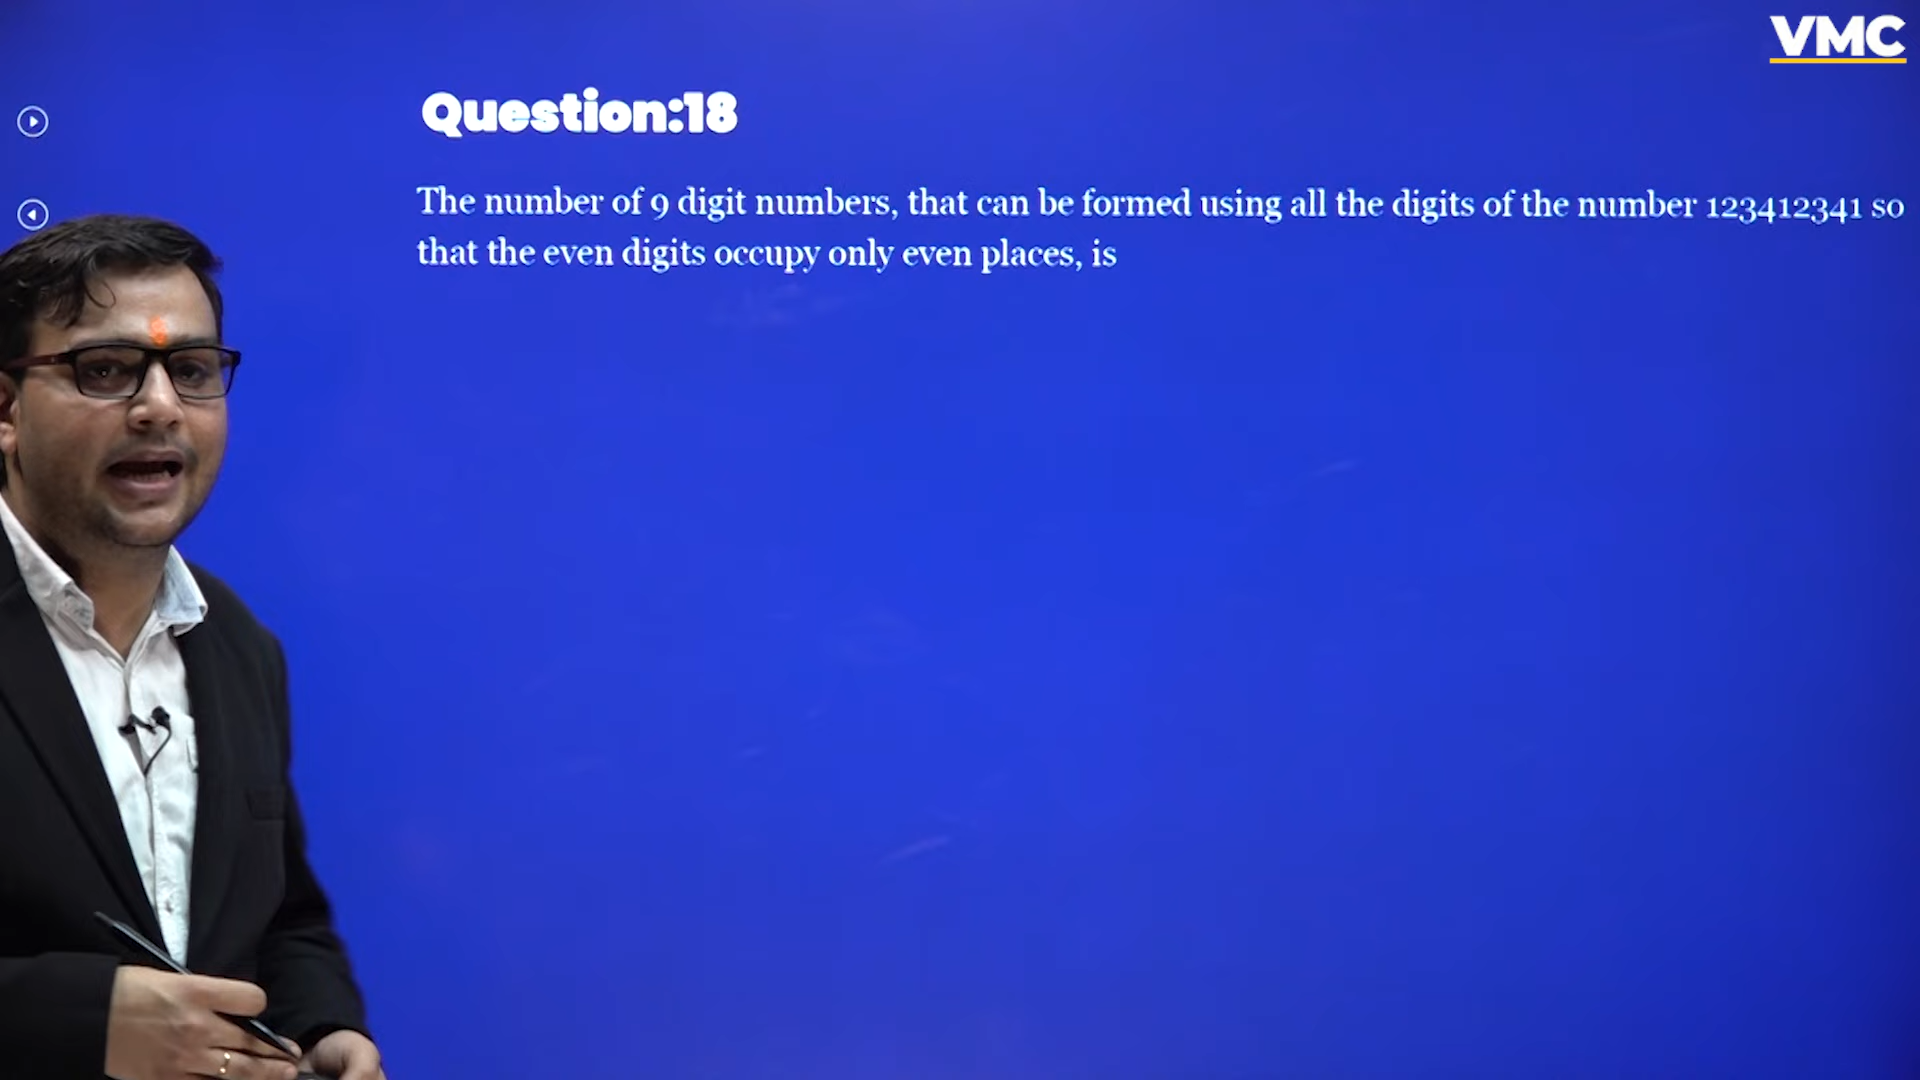 VMC
Question:18
The number of 9 digit numbers, that can be formed using all the digits of the number 123412341 so
that the even digits occupy only even places, is